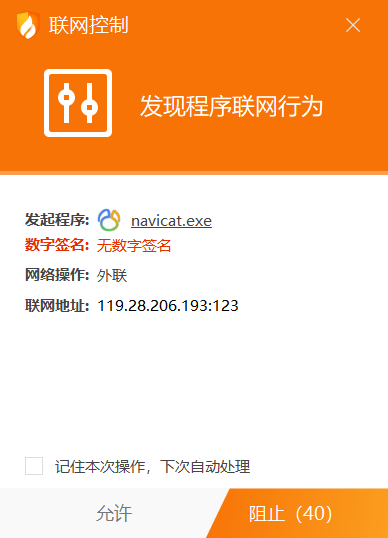 联网控制
发现程序联网行为
发起程序: navicat.exe
数字签名: 无数字签名
网络操作: 外联
联网地址: 119.28.206.193:123
记住本次操作，下次自动处理
允许
阻止（40）